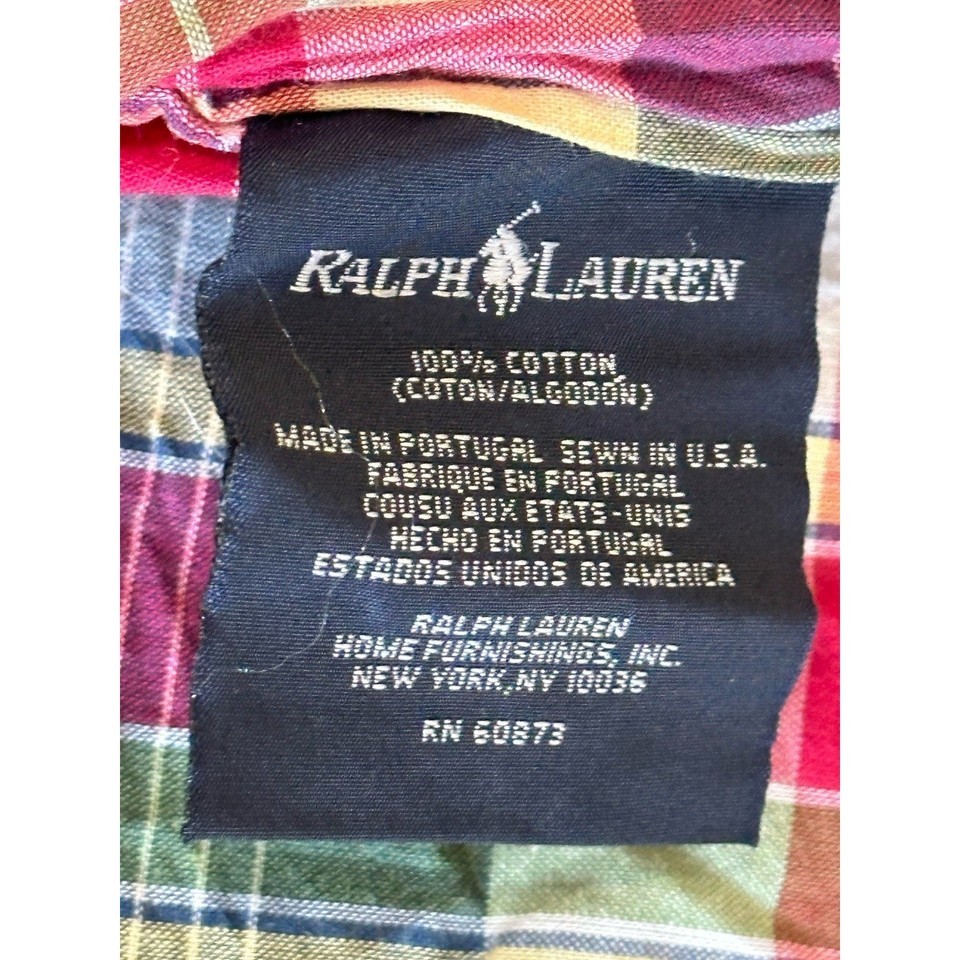 RALPH LAUREN
100% COTTON
(COTON/ALGODON)
MADE IN PORTUGAL SEWN IN U.S.A.
FABRIQUE EN PORTUGAL
COUSU AUX ETATS-UNIS
HECHO EN PORTUGAL
ESTADOS UNIDOS DE AMERICA
RALPH LAUREN
HOME FURNISHINGS, INC.
NEW YORK, NY 10036
RN 60873